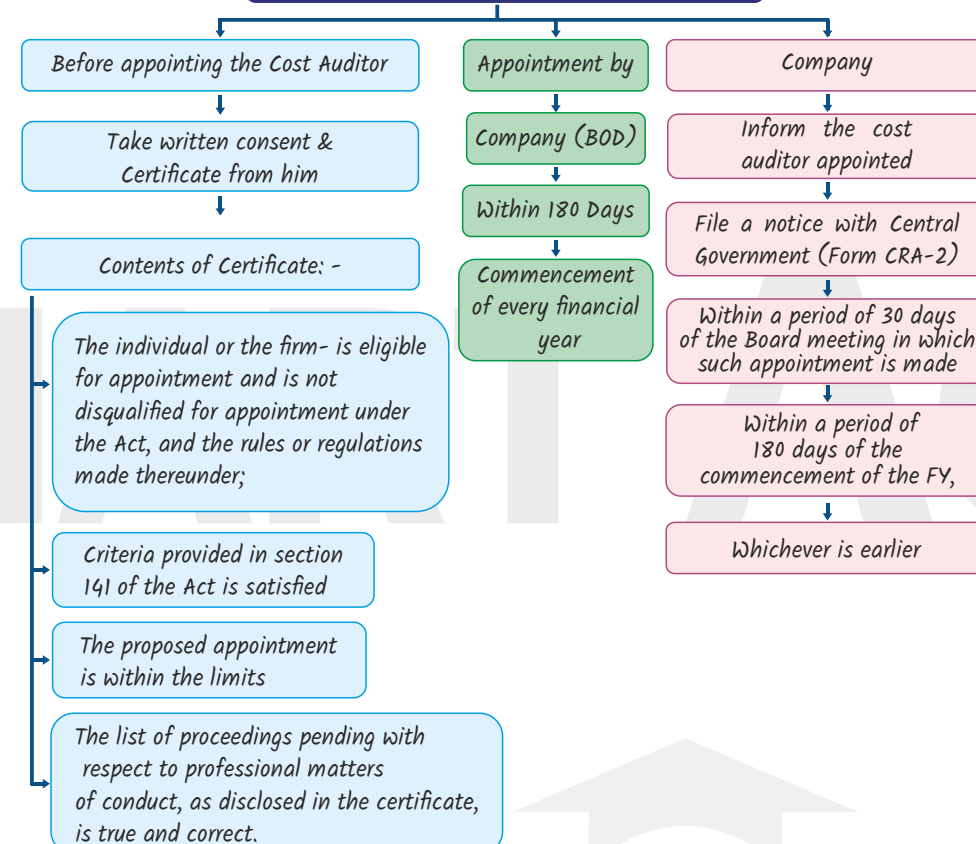 Before appointing the Cost Auditor
Take written consent &
Certificate from him
Contents of Certificate: -
The individual or the firm- is eligible
for appointment and is not
disqualified for appointment under
the Act, and the rules or regulations
made thereunder;
Criteria provided in section
141 of the Act is satisfied
The proposed appointment
is within the limits
The list of proceedings pending with
respect to professional matters
of conduct, as disclosed in the certificate,
is true and correct.
Appointment by
Company (BOD)
Within 180 Days
Commencement
of every financial
year
Company
Inform the cost
auditor appointed
File a notice with Central
Government (Form CRA-2)
Within a period of 30 days
of the Board meeting in which
such appointment is made
Within a period of
180 days of the
commencement of the FY,
Whichever is earlier